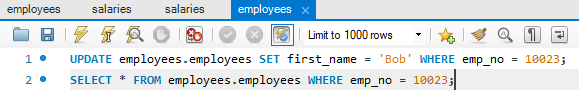 employees salaries salaries employees
Limit to 1000 rows
1 UPDATE employees.employees SET first_name = 'Bob' WHERE emp_no = 10023;
2 SELECT * FROM employees.employees WHERE emp_no = 10023;